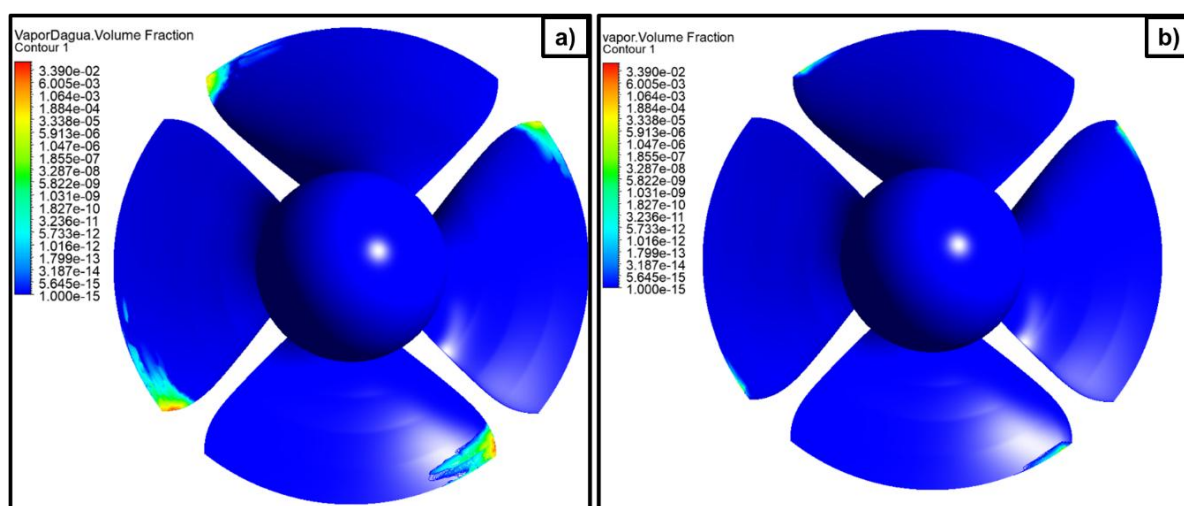 VaporDagua.Volume Fraction
Contour 1
3.390e-02
6.005e-03
1.064e-03
1.884e-04
3.338e-05
5.913e-06
1.047e-06
1.855e-07
3.287e-08
5.822e-09
1.031e-09
1.827e-10
3.236e-11
5.732e-12
1.016e-12
1.799e-13
3.187e-14
5.645e-15
1.000e-15
a)
vapor.Volume Fraction
Contour 1
3.390e-02
6.005e-03
1.064e-03
1.884e-04
3.338e-05
5.913e-06
1.047e-06
1.855e-07
3.287e-08
5.822e-09
1.031e-09
1.827e-10
3.236e-11
5.732e-12
1.016e-12
1.799e-13
3.187e-14
5.645e-15
1.000e-15
b)